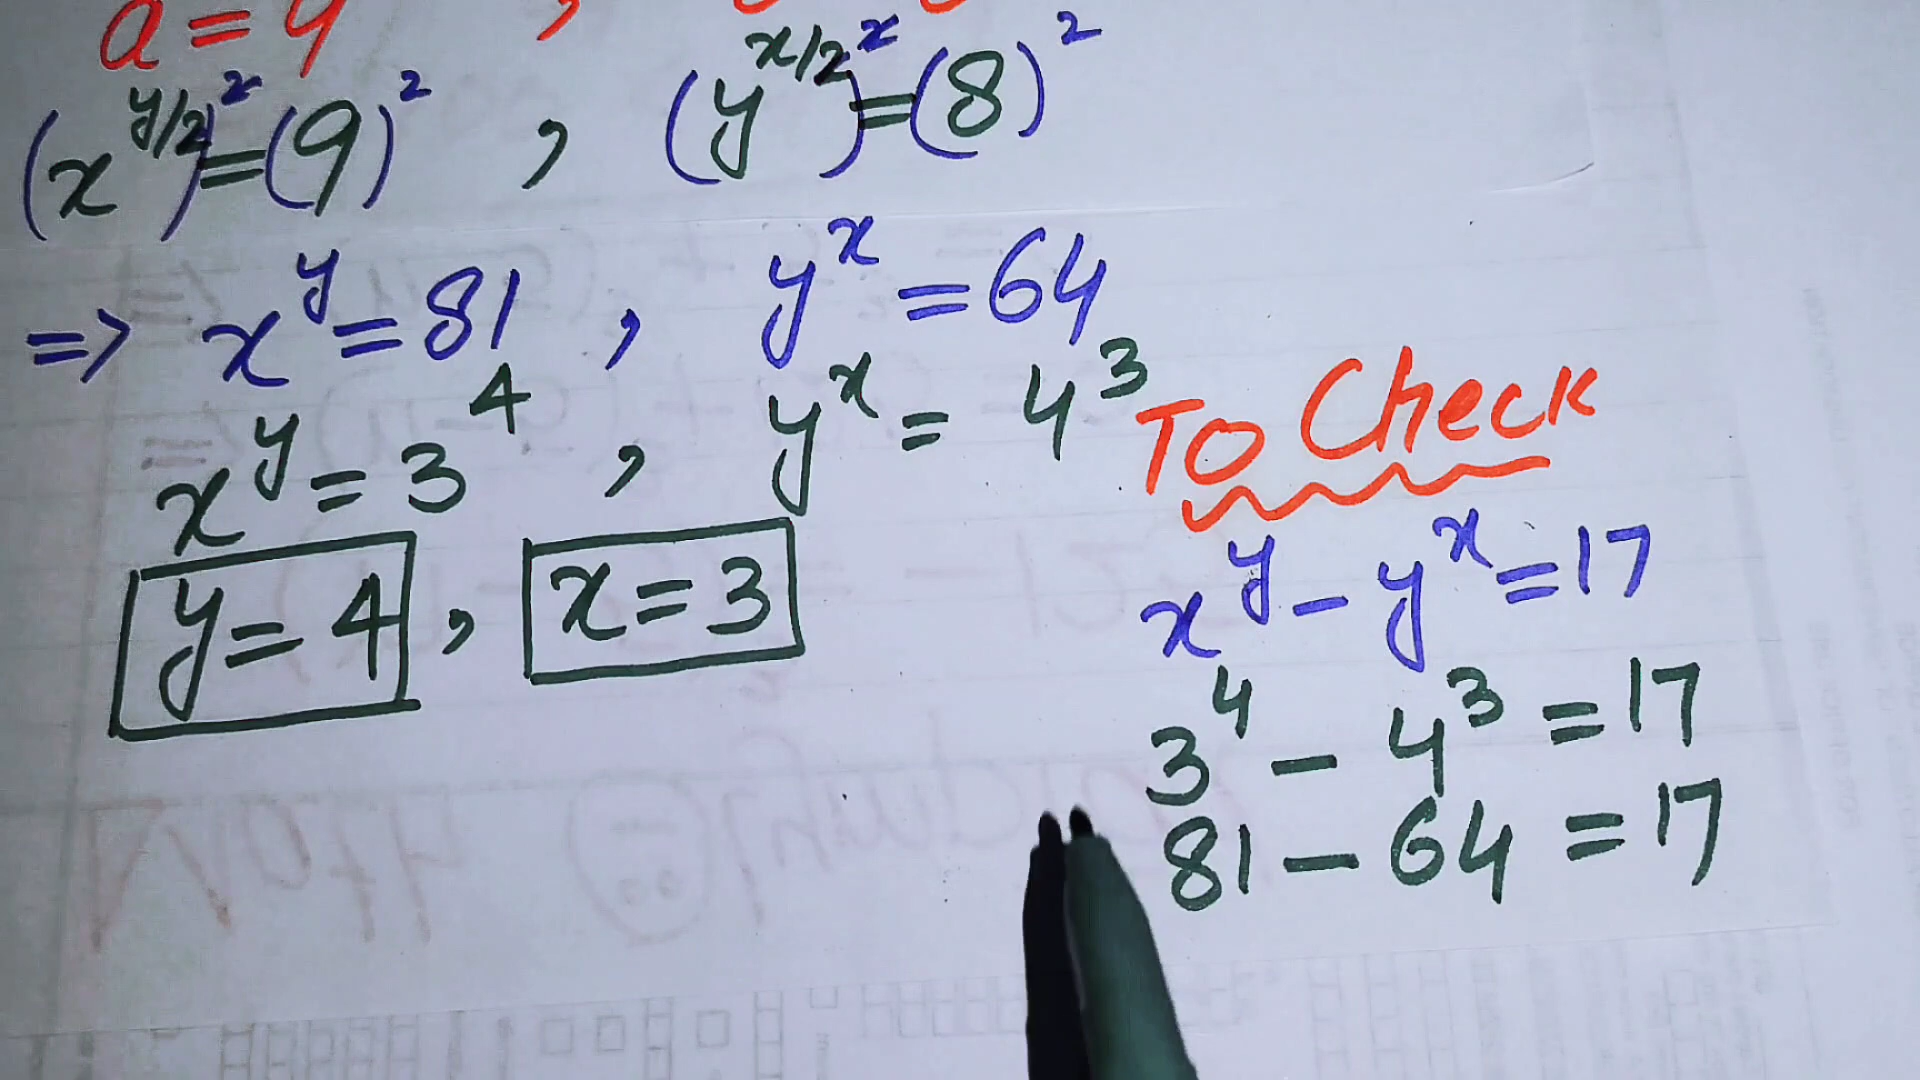 a = 9 ,
(x^{y/2})^2 = (9)^2 , (y^{x/2})^x = (8)^2
=> x^y = 81 , y^x = 64
x^y = 3^4 , y^x = 4^3
y = 4 , x = 3
To Check
x^y - y^x = 17
3^4 - 4^3 = 17
81 - 64 = 17